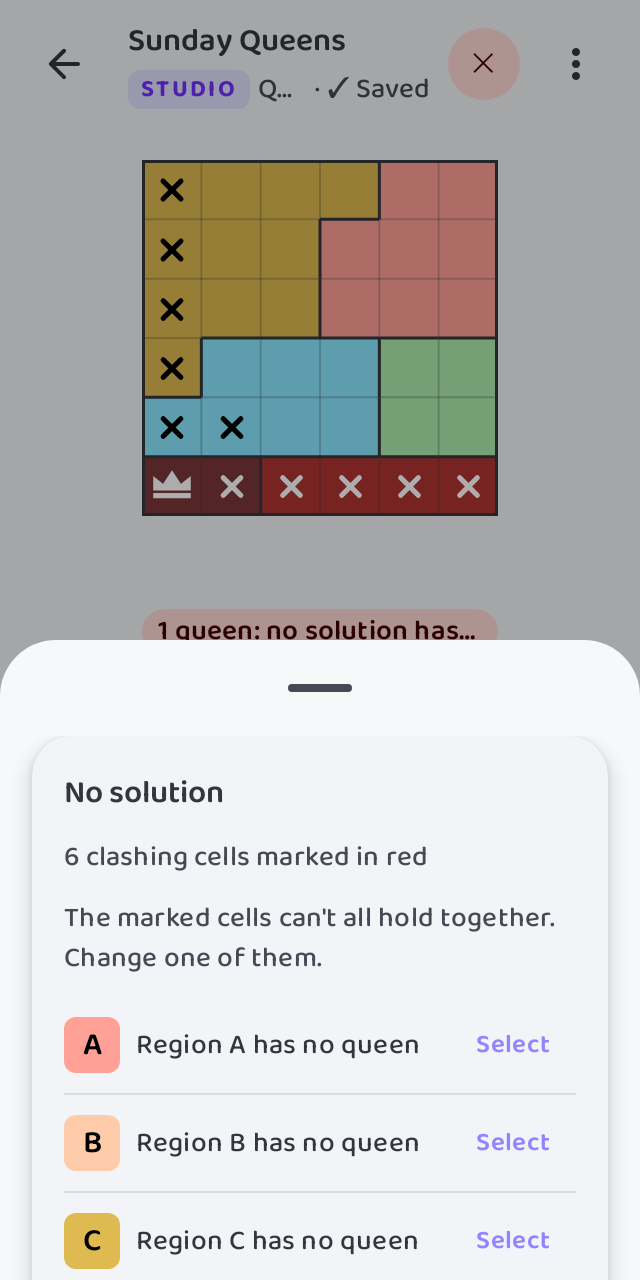 Sunday Queens
STUDIO Q... · ✓ Saved
1 queen: no solution has...
No solution
6 clashing cells marked in red
The marked cells can't all hold together.
Change one of them.
A Region A has no queen Select
B Region B has no queen Select
C Region C has no queen Select